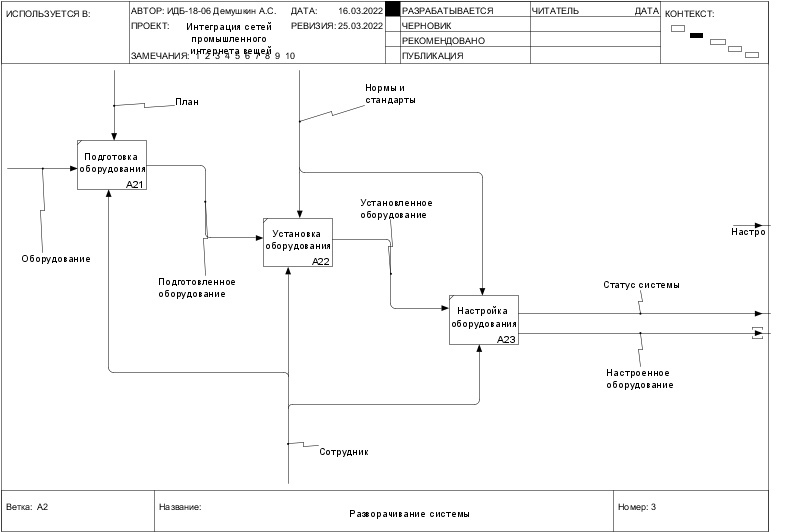 ИСПОЛЬЗУЕТСЯ В:
АВТОР: ИДБ-18-06 Демушкин А.С.
ДАТА: 16.03.2022
ПРОЕКТ: Интеграция сетей
промышленного
интернета вещей
РЕВИЗИЯ: 25.03.2022
ЗАМЕЧАНИЯ: 1 2 3 4 5 6 7 8 9 10
РАЗРАБАТЫВАЕТСЯ
ЧЕРНОВИК
РЕКОМЕНДОВАНО
ПУБЛИКАЦИЯ
ЧИТАТЕЛЬ ДАТА
КОНТЕКСТ:
План
Нормы и
стандарты
Подготовка
оборудования
A21
Оборудование
Установленное
оборудование
Установка
оборудования
A22
Подготовленное
оборудование
Настро
Статус системы
Настройка
оборудования
A23
Настроенное
оборудование
Сотрудник
Ветка: A2
Название:
Разворачивание системы
Номер: 3